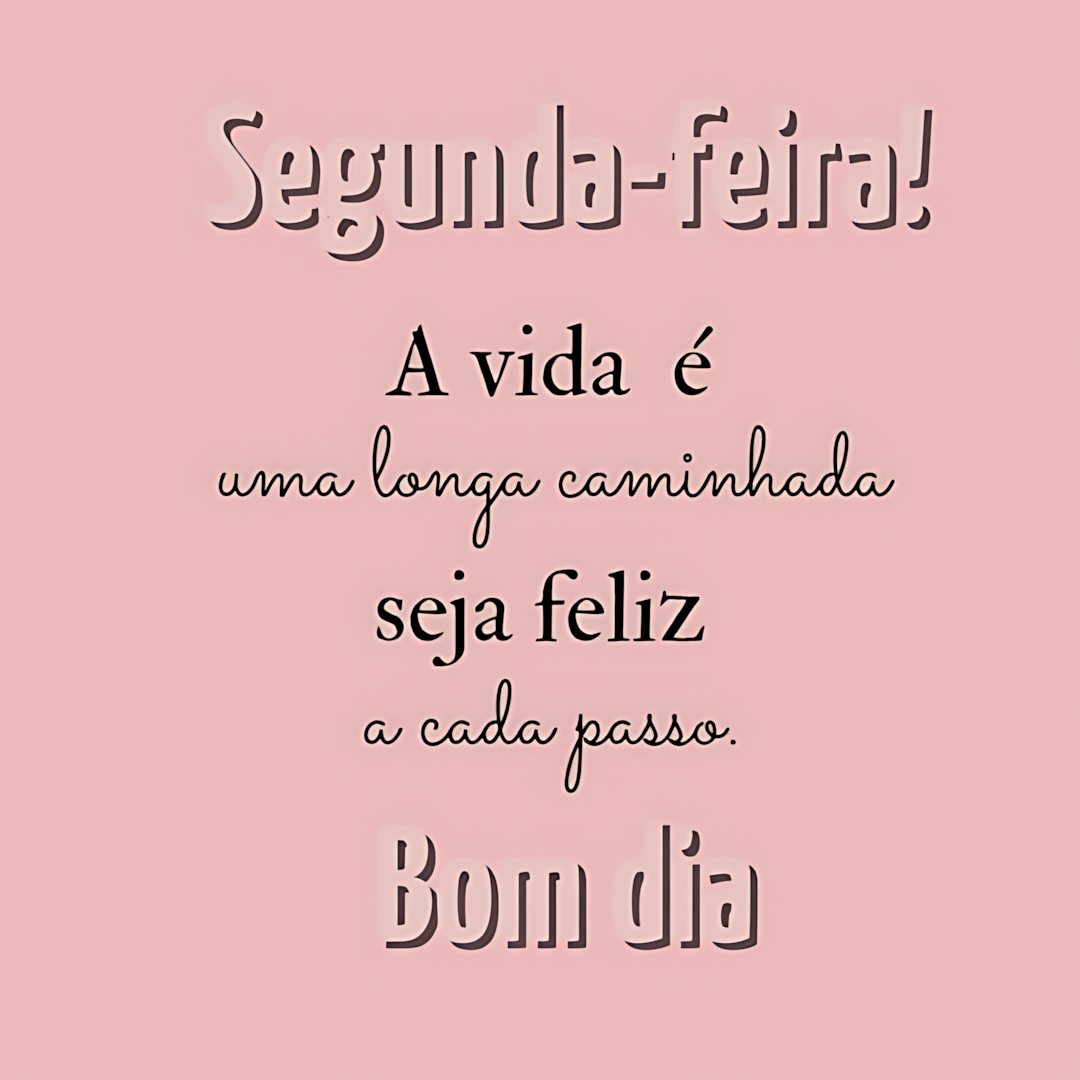 Segunda-feira!
A vida é
uma longa caminhada
seja feliz
a cada passo.
Bom dia